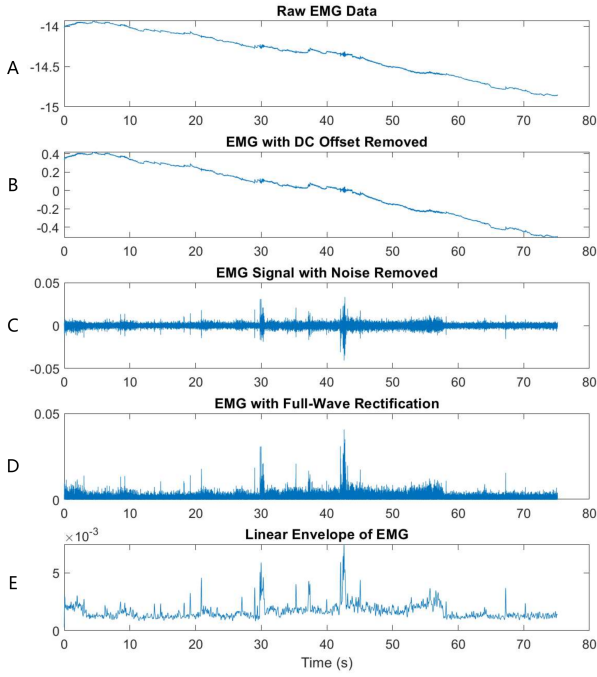 Raw EMG Data
A
-14
-14.5
-15
0 10 20 30 40 50 60 70 80
EMG with DC Offset Removed
B
0.4
0.2
0
-0.2
-0.4
0 10 20 30 40 50 60 70 80
EMG Signal with Noise Removed
C
0.05
0
-0.05
0 10 20 30 40 50 60 70 80
EMG with Full-Wave Rectification
D
0.05
0
0 10 20 30 40 50 60 70 80
Linear Envelope of EMG
E
×10⁻³
5
0
0 10 20 30 40 50 60 70 80
Time (s)